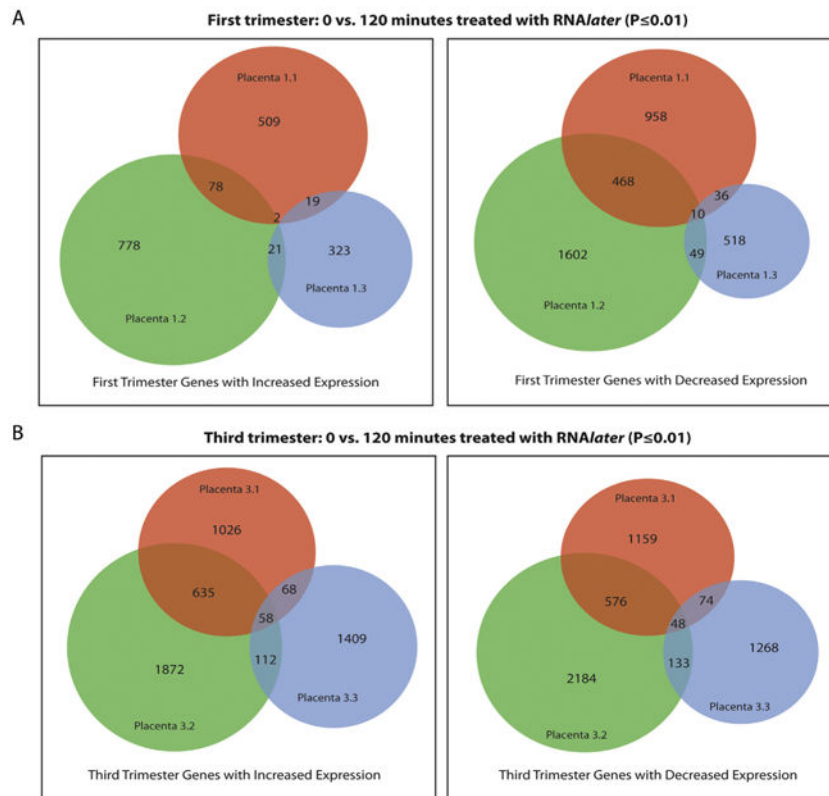 A
First trimester: 0 vs. 120 minutes treated with RNAlater (P≤0.01)
Placenta 1.1
509
78
19
2
778
21
323
Placenta 1.3
Placenta 1.2
First Trimester Genes with Increased Expression
Placenta 1.1
958
468
36
10
518
1602
49
Placenta 1.3
Placenta 1.2
First Trimester Genes with Decreased Expression
B
Third trimester: 0 vs. 120 minutes treated with RNAlater (P≤0.01)
Placenta 3.1
1026
635
68
58
1409
1872
112
Placenta 3.3
Placenta 3.2
Third Trimester Genes with Increased Expression
Placenta 3.1
1159
576
74
48
1268
2184
133
Placenta 3.3
Placenta 3.2
Third Trimester Genes with Decreased Expression